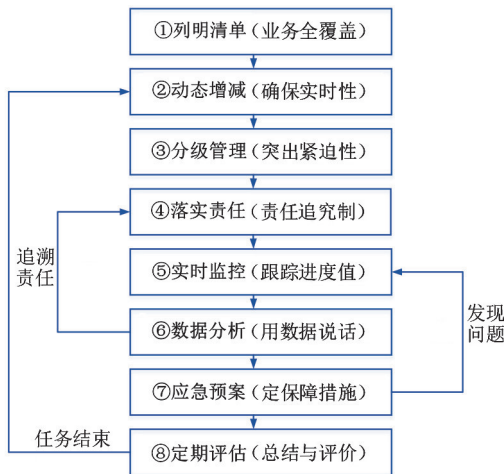 ①列明清单(业务全覆盖)
②动态增减(确保实时性)
③分级管理(突出紧迫性)
④落实责任(责任追究制)
追溯
责任
⑤实时监控(跟踪进度值)
发现
问题
⑥数据分析(用数据说话)
⑦应急预案(定保障措施)
任务结束
⑧定期评估(总结与评价)